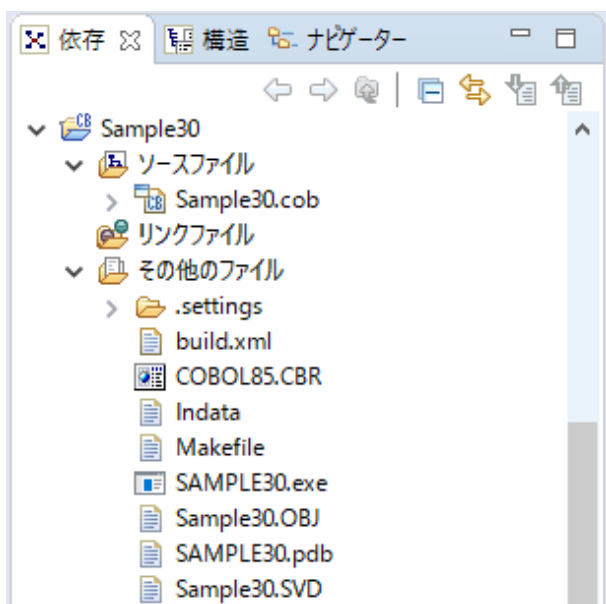 依存 構造 ナビゲーター
Sample30
ソースファイル
Sample30.cob
リンクファイル
その他のファイル
.settings
build.xml
COBOL85.CBR
Indata
Makefile
SAMPLE30.exe
Sample30.OBJ
SAMPLE30.pdb
Sample30.SVD